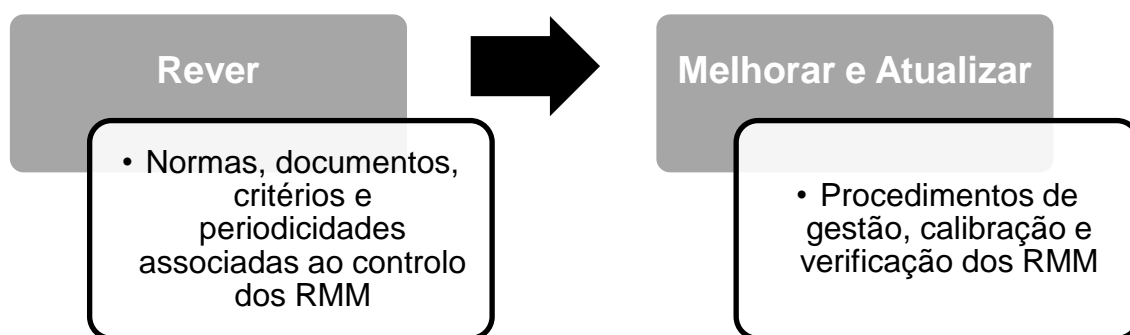 Rever
• Normas, documentos,
critérios e
periodicidades
associadas ao controlo
dos RMM
Melhorar e Atualizar
• Procedimentos de
gestão, calibração e
verificação dos RMM